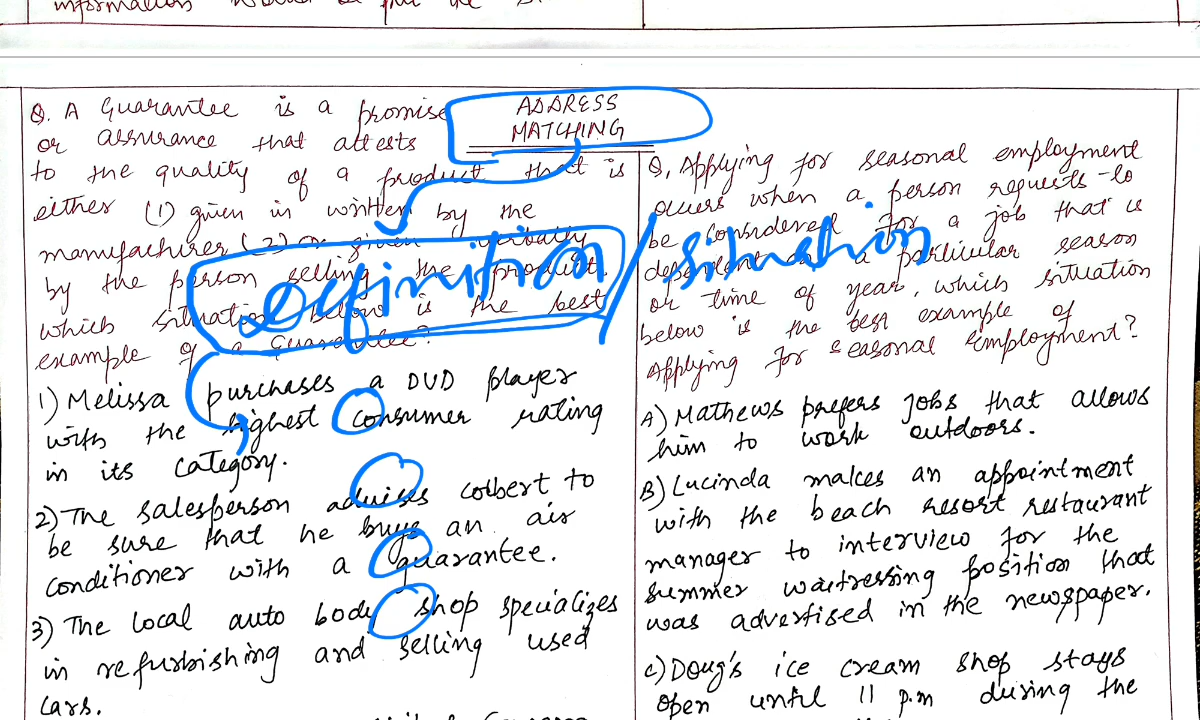 information
ADDRESS
MATCHING
Q. A Guarantee is a promise
or assurance that attests
to the quality of a product that is
either (1) given in written by the
manufacturer (2) or given verbally
by the person selling the product.
which situation below is the best
example of a Guarantee?
Definition / situation
1) Melissa purchases a DVD player
with the highest consumer rating
in its category.
2) The salesperson advises colbert to
be sure that he buys an air
conditioner with a guarantee.
3) The local auto body shop specializes
in refurbishing and selling used
cars.
Q. Applying for seasonal employment
occurs when a person requests to
be considered for a job that is
dependent on a particular season
or time of year, which situation
below is the best example of
Applying for seasonal employment?
A) Mathews prefers jobs that allows
him to work outdoors.
B) Lucinda makes an appointment
with the beach resort restaurant
manager to interview for the
summer waitressing position that
was advertised in the newspaper.
C) Doug's ice cream shop stays
open until 11 p.m during the